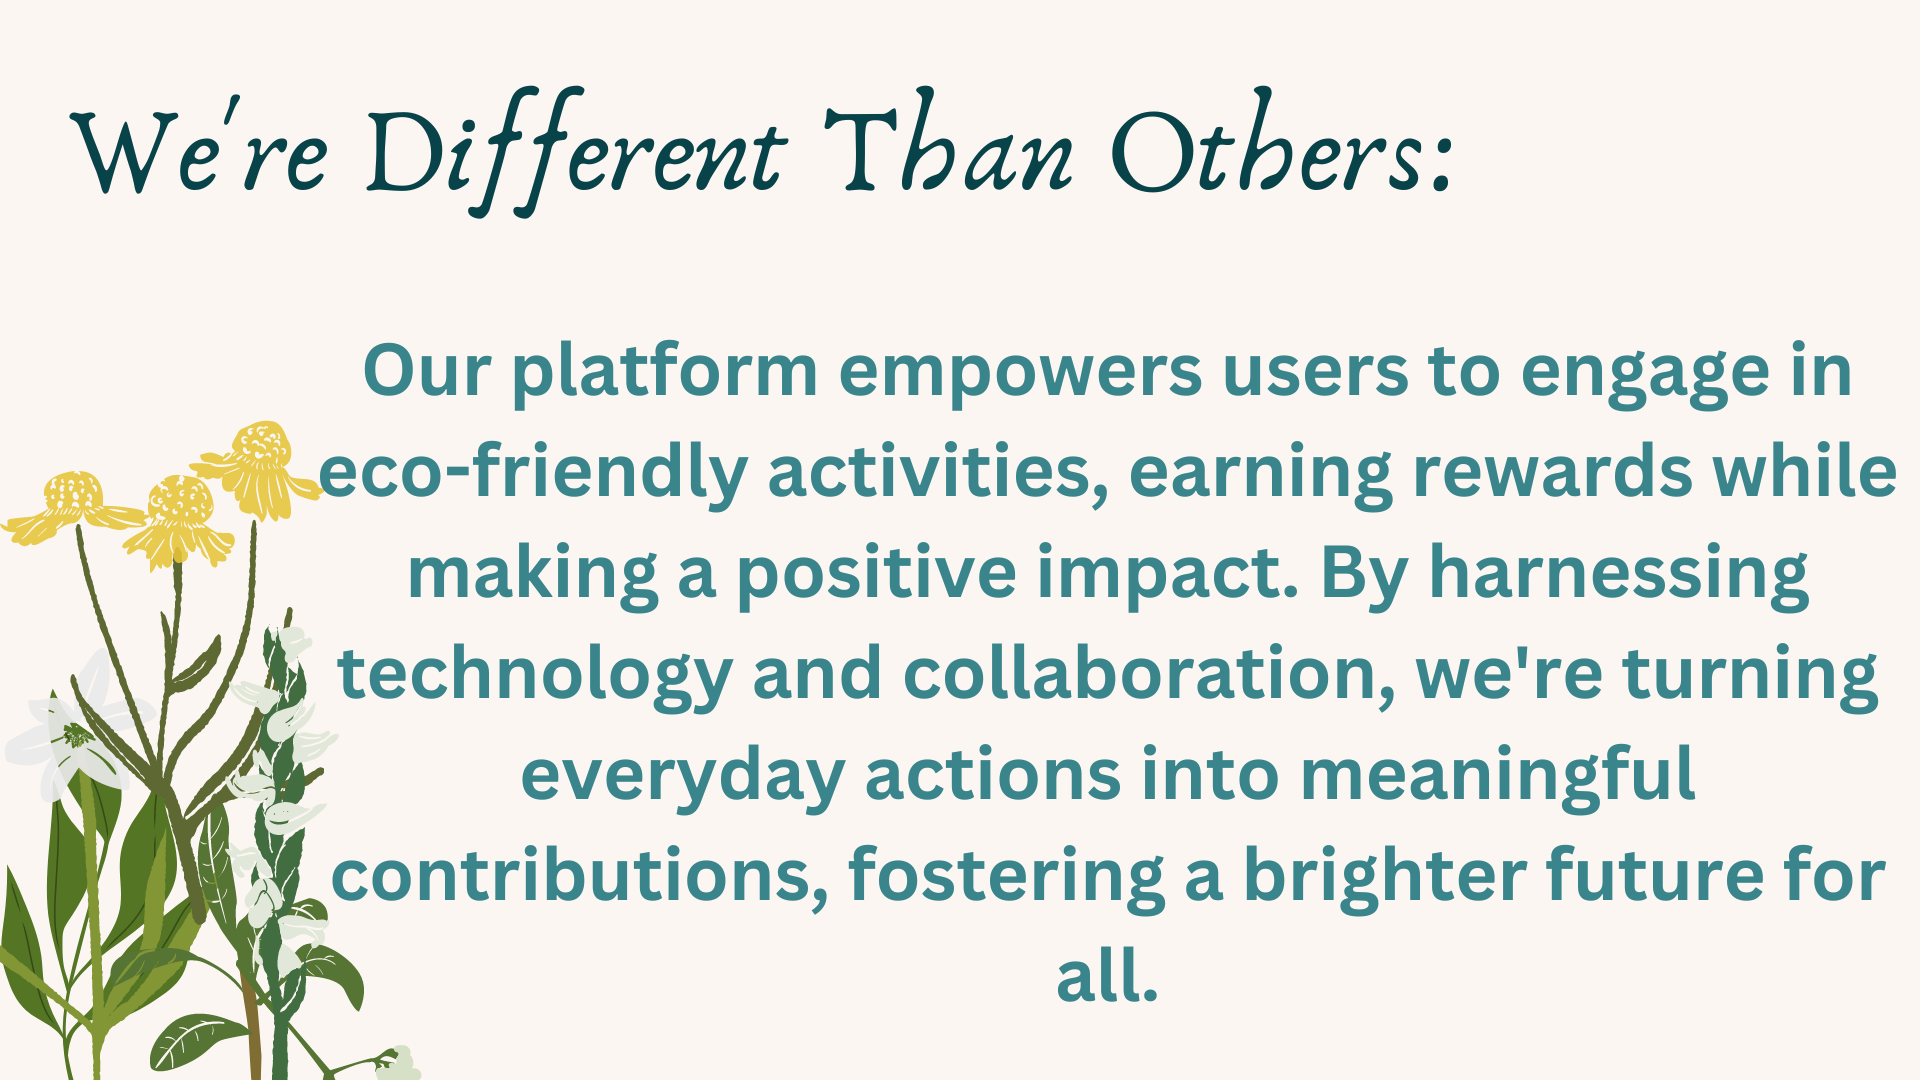 We're Different Than Others:
Our platform empowers users to engage in
eco-friendly activities, earning rewards while
making a positive impact. By harnessing
technology and collaboration, we're turning
everyday actions into meaningful
contributions, fostering a brighter future for
all.